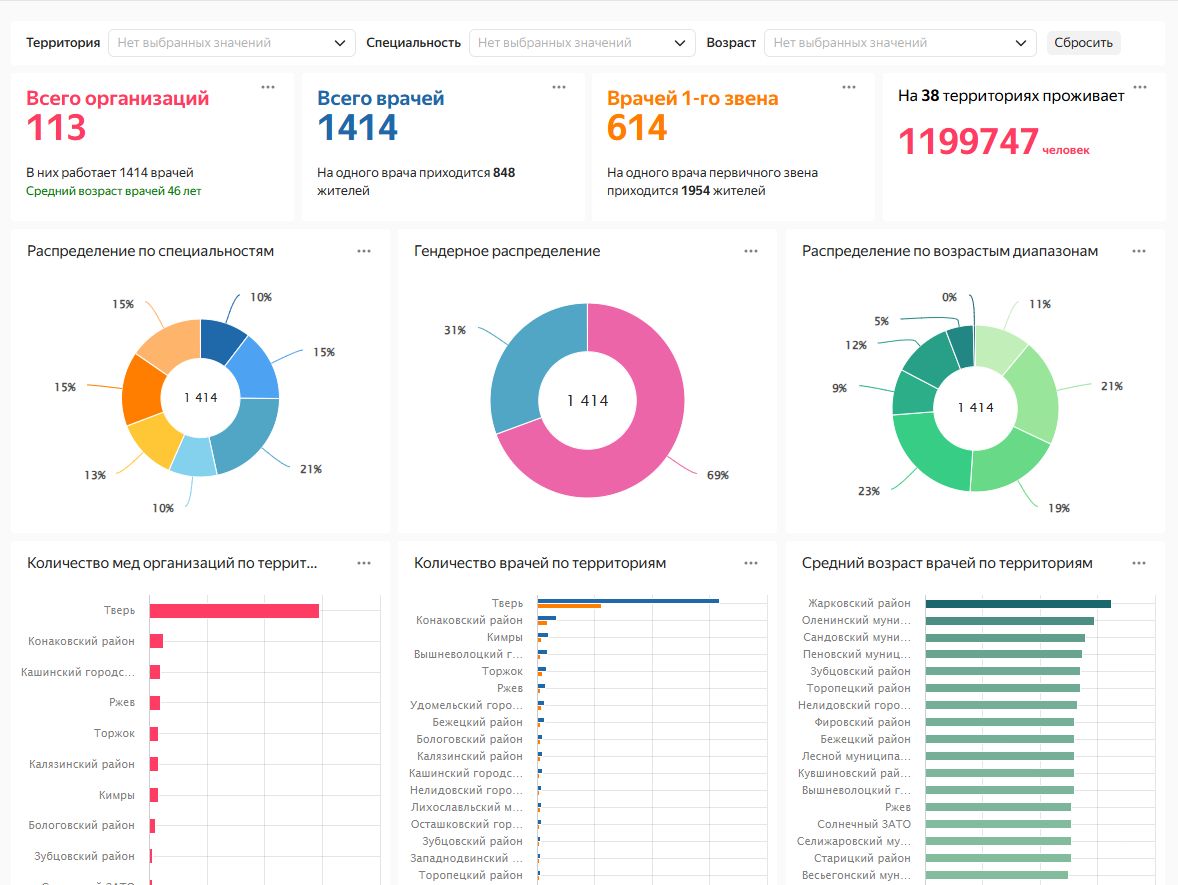 Территория Нет выбранных значений Специальность Нет выбранных значений Возраст Нет выбранных значений Сбросить
Всего организаций
113
В них работает 1414 врачей
Средний возраст врачей 46 лет
Всего врачей
1414
На одного врача приходится 848
жителей
Врачей 1-го звена
614
На одного врача первичного звена
приходится 1954 жителей
На 38 территориях проживает
1199747 человек
Распределение по специальностям
10%
15%
21%
10%
13%
15%
15%
1 414
Гендерное распределение
31%
69%
1 414
Распределение по возрастым диапазонам
0%
11%
5%
12%
21%
9%
23%
19%
1 414
Количество мед организаций по террит...
Тверь
Конаковский район
Кашинский городс...
Ржев
Торжок
Калязинский район
Кимры
Бологовский район
Зубцовский район
Количество врачей по территориям
Тверь
Конаковский район
Кимры
Вышневолоцкий г...
Торжок
Ржев
Удомельский горо...
Бежецкий район
Бологовский район
Калязинский район
Кашинский городс...
Нелидовский горо...
Лихославльский м...
Осташковский гор...
Зубцовский район
Западнодвинский ...
Торопецкий район
Средний возраст врачей по территориям
Жарковский район
Оленинский муни...
Сандовский муни...
Пеновский муниц...
Зубцовский район
Торопецкий район
Нелидовский горо...
Фировский район
Бежецкий район
Лесной муниципа...
Кувшиновский рай...
Вышневолоцкий г...
Ржев
Солнечный ЗАТО
Селижаровский му...
Старицкий район
Весьегонский мун...